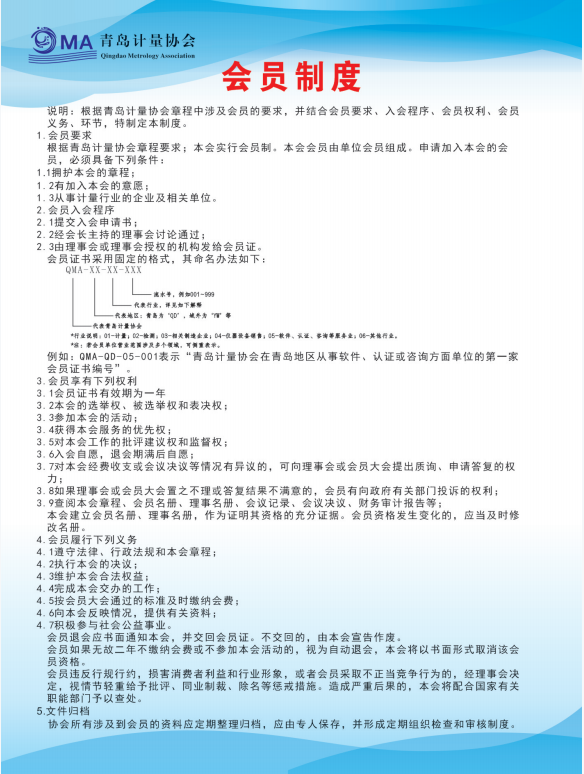 QMA 青岛计量协会
Qingdao Metrology Association
会员制度
说明：根据青岛计量协会章程中涉及会员的要求，并结合会员要求、入会程序、会员权利、会员
义务、环节，特制定本制度。
1.会员要求
根据青岛计量协会章程要求；本会实行会员制。本会会员由单位会员组成。申请加入本会的会
员，必须具备下列条件：
1.1拥护本会的章程；
1.2有加入本会的意愿；
1.3从事计量行业的企业及相关单位。
2.会员入会程序
2.1提交入会申请书；
2.2经会长主持的理事会讨论通过；
2.3由理事会或理事会授权的机构发给会员证。
会员证书采用固定的格式，其命名办法如下：
QMA-XX-XX-XXX
流水号，例如001-999
代表行业，详见如下解释
代表地区：青岛为“QD”，域外为“YW”等
代表青岛计量协会
*行业说明：01-计量；02-检测；03-相关制造企业；04-仪器设备销售；05-软件、认证、咨询等服务业；06-其他行业。
*注：若会员单位营业范围涉及多个领域，可侧重表示。
例如：QMA-QD-05-001表示“青岛计量协会在青岛地区从事软件、认证或咨询方面单位的第一家
会员证书编号”。
3.会员享有下列权利
3.1会员证书有效期为一年
3.2本会的选举权、被选举权和表决权；
3.3参加本会的活动；
3.4获得本会服务的优先权；
3.5对本会工作的批评建议权和监督权；
3.6入会自愿，退会期满后自愿；
3.7对本会经费收支或会议决议等情况有异议的，可向理事会或会员大会提出质询、申请答复的权
力；
3.8如果理事会或会员大会置之不理或答复结果不满意的，会员有向政府有关部门投诉的权利；
3.9查阅本会章程、会员名册、理事名册、会议记录、会议决议、财务审计报告等；
本会建立会员名册、理事名册，作为证明其资格的充分证据。会员资格发生变化的，应当及时修
改名册。
4.会员履行下列义务
4.1遵守法律、行政法规和本会章程；
4.2执行本会的决议；
4.3维护本会合法权益；
4.4完成本会交办的工作；
4.5按会员大会通过的标准及时缴纳会费；
4.6向本会反映情况，提供有关资料；
4.7积极参与社会公益事业。
会员退会应书面通知本会，并交回会员证。不交回的，由本会宣告作废。
会员如果无故二年不缴纳会费或不参加本会活动的，视为自动退会，本会将以书面形式取消该会
员资格。
会员违反行规行约，损害消费者利益和行业形象，或者会员采取不正当竞争行为的，经理事会决
定，视情节轻重给予批评、同业制裁、除名等惩戒措施。造成严重后果的，本会将配合国家有关
职能部门予以查处。
5.文件归档
协会所有涉及到会员的资料应定期整理归档，应由专人保存，并形成定期组织检查和审核制度。